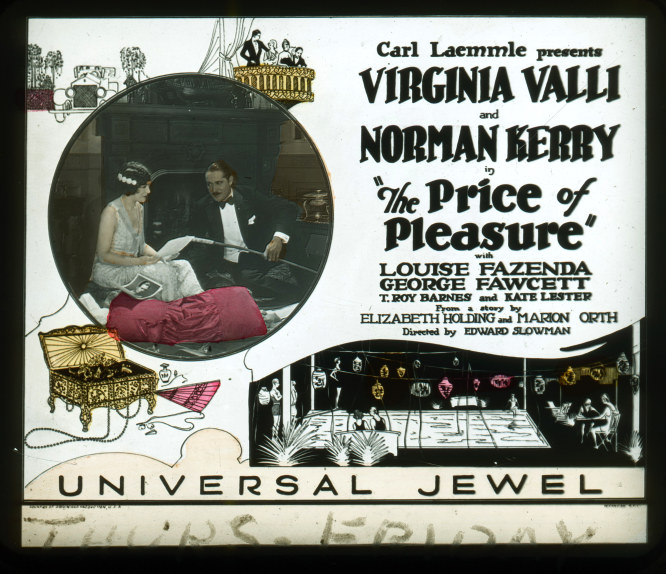 Carl Laemmle presents
VIRGINIA VALLI
and
NORMAN KERRY
in
"The Price of
Pleasure"
with
LOUISE FAZENDA
GEORGE FAWCETT
T. ROY BARNES and KATE LESTER
From a story by
ELIZABETH HOLDING and MARION ORTH
Directed by EDWARD SLOWMAN
UNIVERSAL JEWEL
THURS. FRIDAY